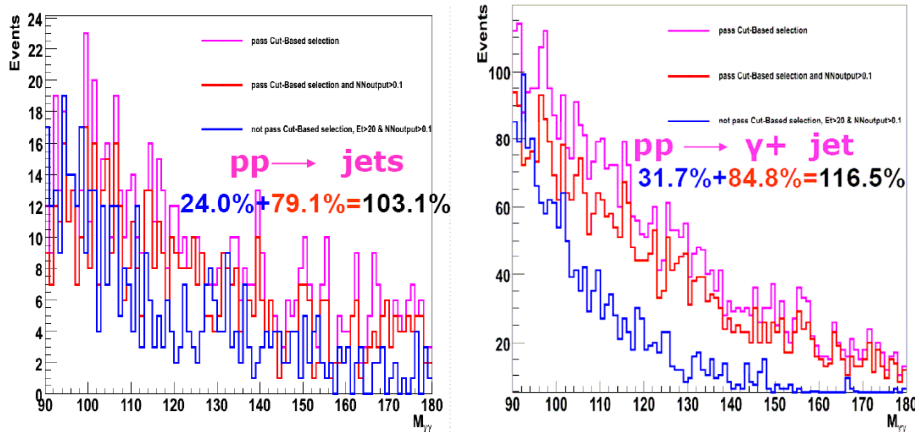 Events
24
22
20
18
16
14
12
10
8
6
4
2
0
pass Cut-Based selection
pass Cut-Based selection and NNoutput>0.1
not pass Cut-Based selection, Et>20 & NNoutput>0.1
pp → jets
24.0%+79.1%=103.1%
90 100 110 120 130 140 150 160 170 180
Mγγ
Events
100
80
60
40
20
pass Cut-Based selection
pass Cut-Based selection and NNoutput>0.1
not pass Cut-Based selection, Et>20 & NNoutput>0.1
pp → γ+ jet
31.7%+84.8%=116.5%
90 100 110 120 130 140 150 160 170 180
Mγγ